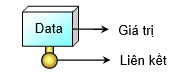 Data
Giá trị
Liên kết